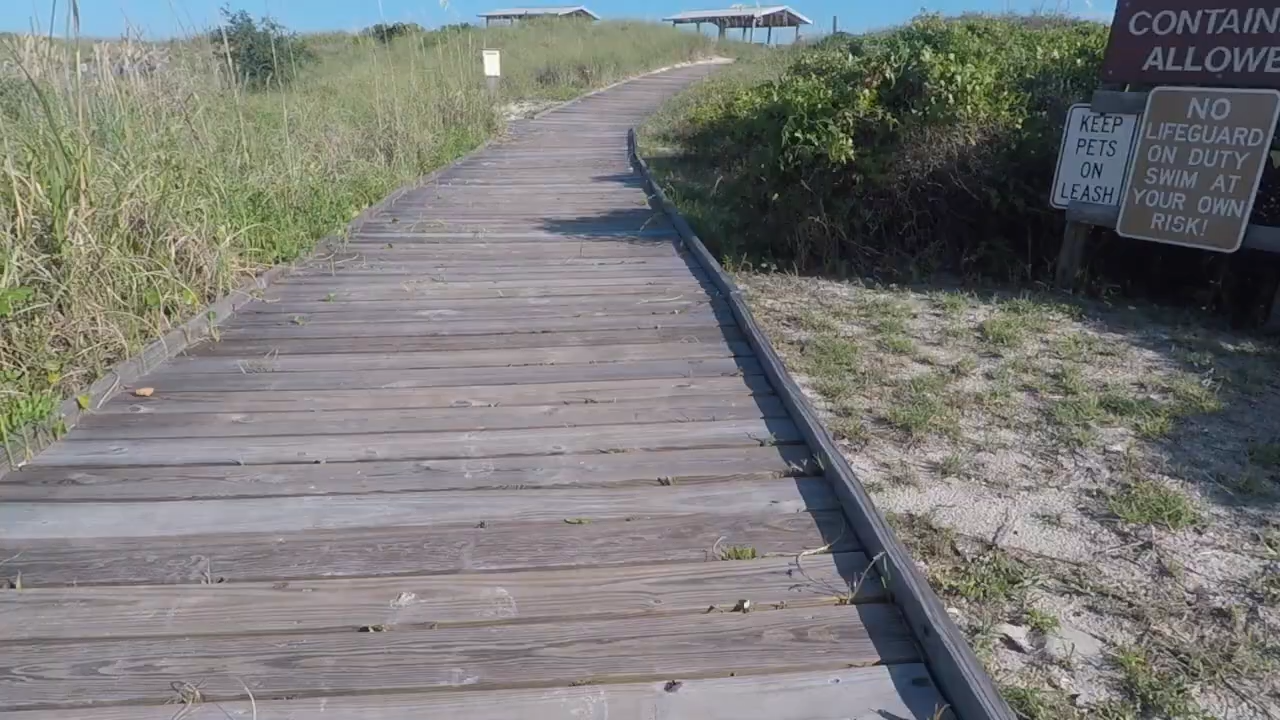 CONTAIN
ALLOWE
KEEP
PETS
ON
LEASH
NO
LIFEGUARD
ON DUTY
SWIM AT
YOUR OWN
RISK!